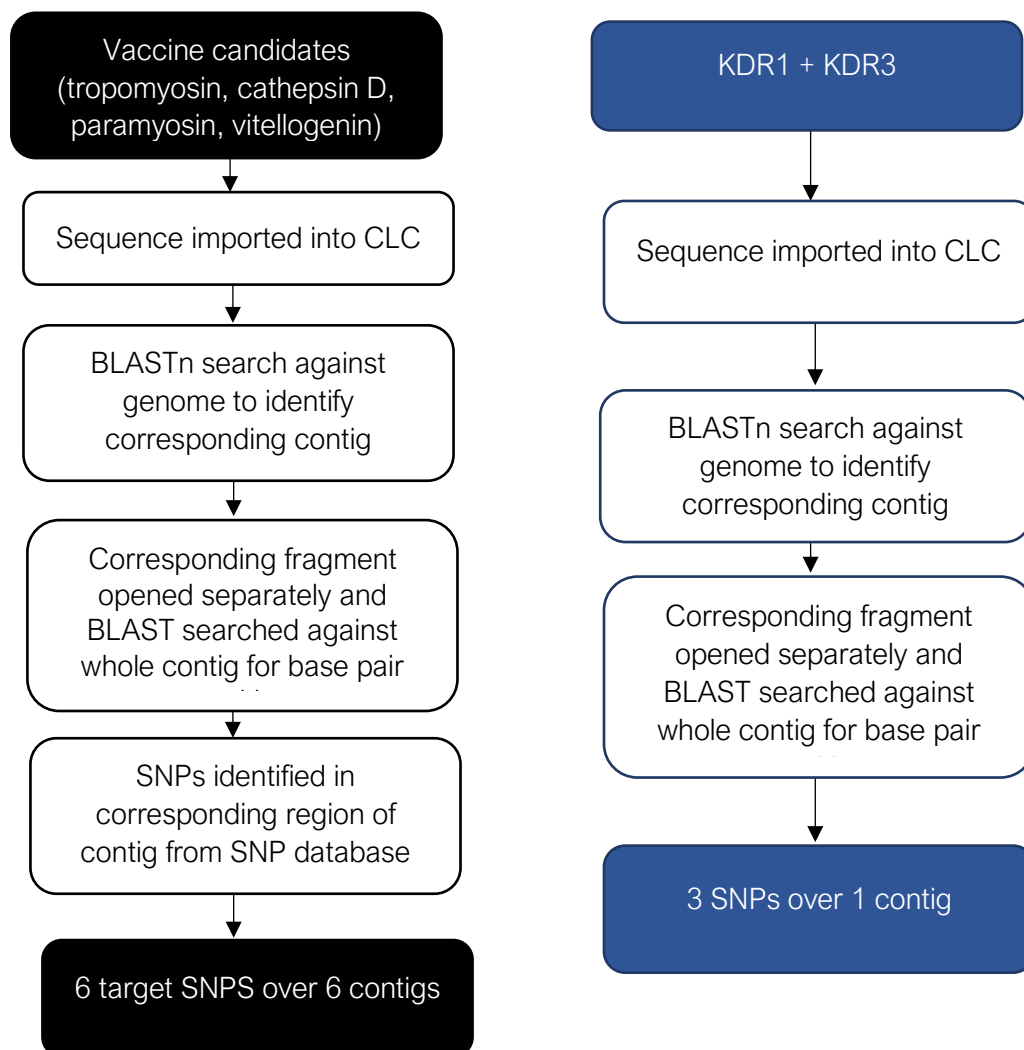 Vaccine candidates
(tropomyosin, cathepsin D,
paramyosin, vitellogenin)
Sequence imported into CLC
BLASTn search against
genome to identify
corresponding contig
Corresponding fragment
opened separately and
BLAST searched against
whole contig for base pair
SNPs identified in
corresponding region of
contig from SNP database
6 target SNPS over 6 contigs
KDR1 + KDR3
Sequence imported into CLC
BLASTn search against
genome to identify
corresponding contig
Corresponding fragment
opened separately and
BLAST searched against
whole contig for base pair
3 SNPs over 1 contig